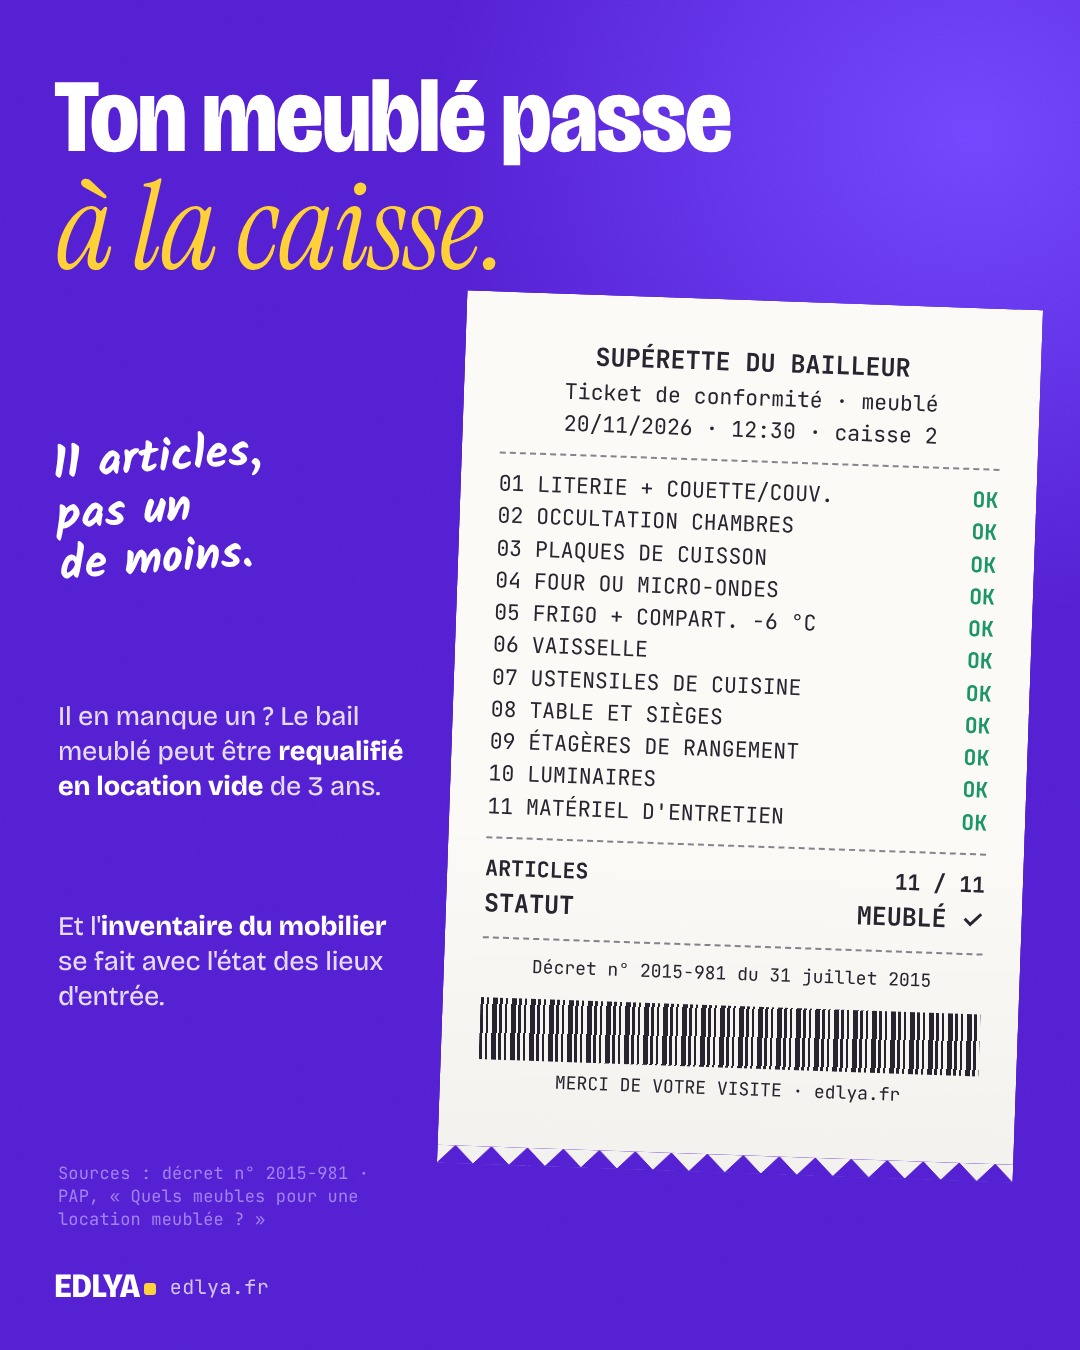 Ton meublé passe
à la caisse.
11 articles,
pas un
de moins.
Il en manque un ? Le bail
meublé peut être requalifié
en location vide de 3 ans.
Et l'inventaire du mobilier
se fait avec l'état des lieux
d'entrée.
SUPÉRETTE DU BAILLEUR
Ticket de conformité · meublé
20/11/2026 · 12:30 · caisse 2
01 LITERIE + COUETTE/COUV. OK
02 OCCULTATION CHAMBRES OK
03 PLAQUES DE CUISSON OK
04 FOUR OU MICRO-ONDES OK
05 FRIGO + COMPART. -6 °C OK
06 VAISSELLE OK
07 USTENSILES DE CUISINE OK
08 TABLE ET SIÈGES OK
09 ÉTAGÈRES DE RANGEMENT OK
10 LUMINAIRES OK
11 MATÉRIEL D'ENTRETIEN OK
ARTICLES 11 / 11
STATUT MEUBLÉ ✓
Décret n° 2015-981 du 31 juillet 2015
MERCI DE VOTRE VISITE · edlya.fr
Sources : décret n° 2015-981 ·
PAP, « Quels meubles pour une
location meublée ? »
EDLYA edlya.fr